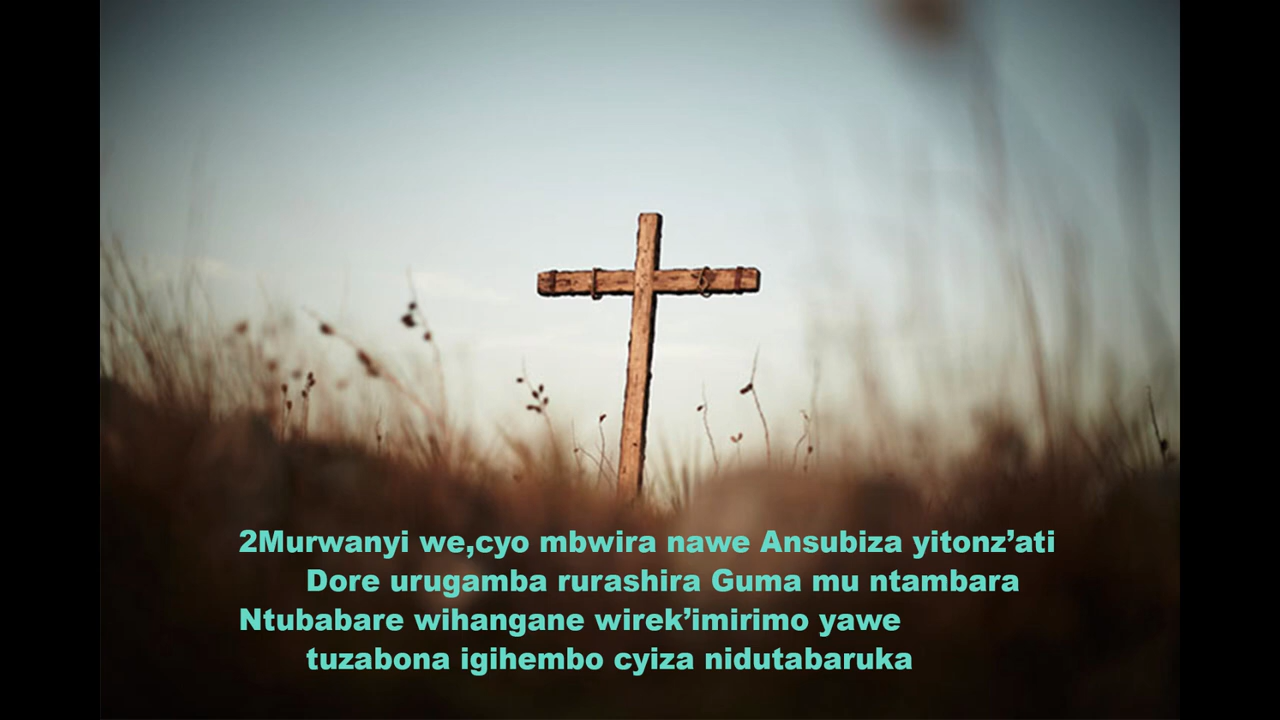 2Murwanyi we,cyo mbwira nawe Ansubiza yitonz’ati
Dore urugamba rurashira Guma mu ntambara
Ntubabare wihangane wirek’imirimo yawe
tuzabona igihembo cyiza nidutabaruka